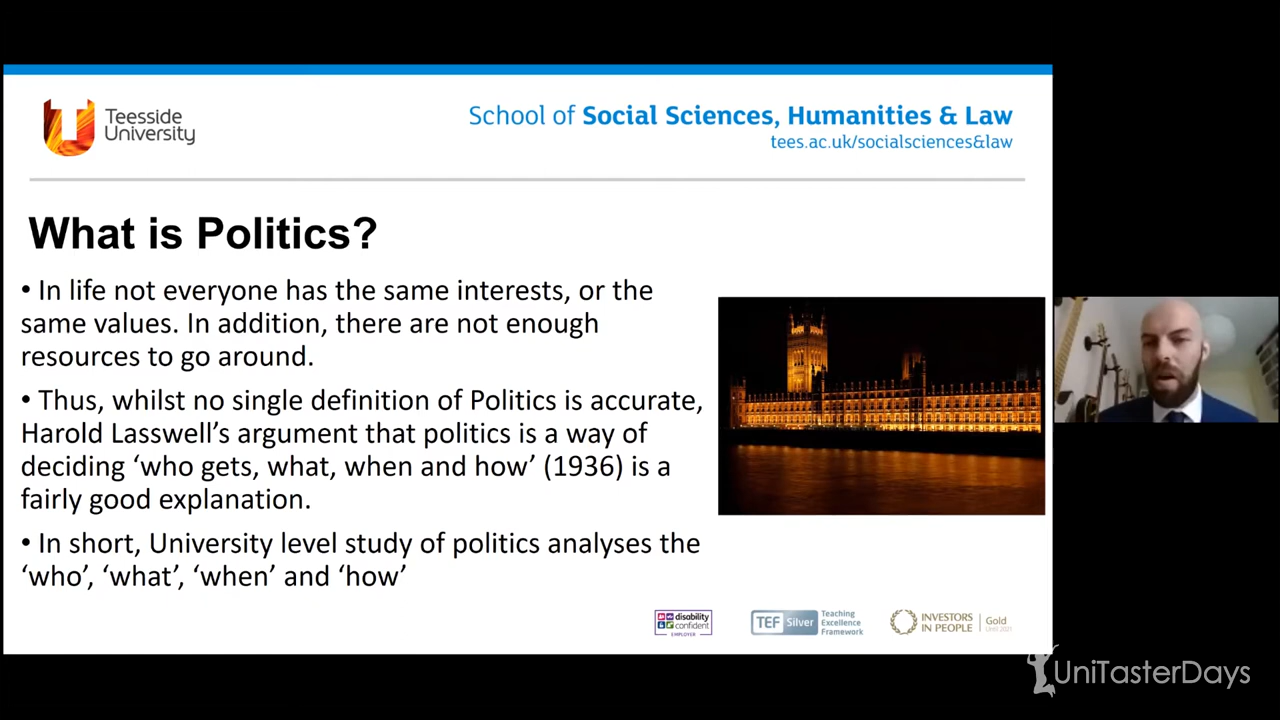 Teesside
University
School of Social Sciences, Humanities & Law
tees.ac.uk/socialsciences&law
What is Politics?
• In life not everyone has the same interests, or the
same values. In addition, there are not enough
resources to go around.
• Thus, whilst no single definition of Politics is accurate,
Harold Lasswell’s argument that politics is a way of
deciding ‘who gets, what, when and how’ (1936) is a
fairly good explanation.
• In short, University level study of politics analyses the
‘who’, ‘what’, ‘when’ and ‘how’
disability
confident
EMPLOYER
TEF Silver
Teaching
Excellence
Framework
INVESTORS
IN PEOPLE
Gold
Until 2021
UniTasterDays